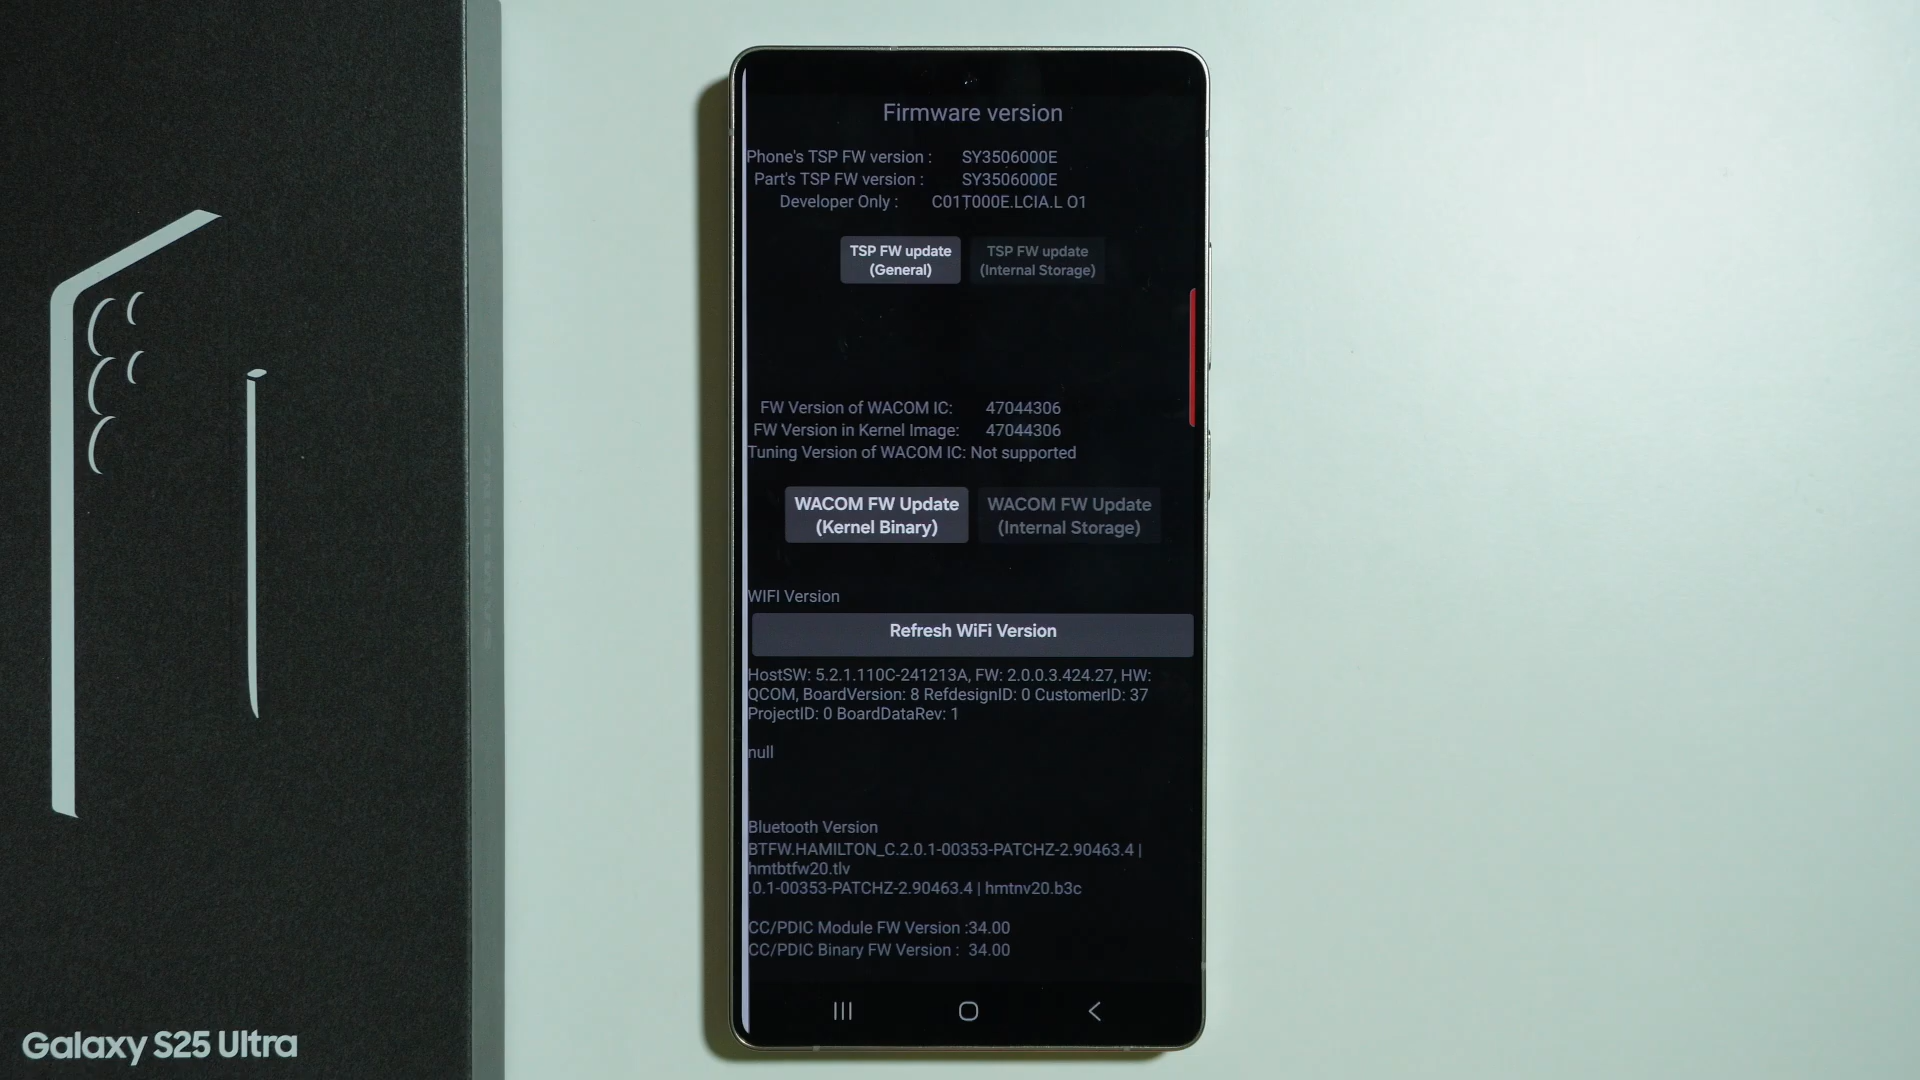 Firmware version
Phone's TSP FW version : SY3506000E
Part's TSP FW version : SY3506000E
Developer Only : C01T000E.LCIA.L O1
TSP FW update
(General)
TSP FW update
(Internal Storage)
FW Version of WACOM IC: 47044306
FW Version in Kernel Image: 47044306
Tuning Version of WACOM IC: Not supported
WACOM FW Update
(Kernel Binary)
WACOM FW Update
(Internal Storage)
WIFI Version
Refresh WiFi Version
HostSW: 5.2.1.110C-241213A, FW: 2.0.0.3.424.27, HW:
QCOM, BoardVersion: 8 RefdesignID: 0 CustomerID: 37
ProjectID: 0 BoardDataRev: 1
null
Bluetooth Version
BTFW.HAMILTON_C.2.0.1-00353-PATCHZ-2.90463.4 |
hmtbtfw20.tlv
.0.1-00353-PATCHZ-2.90463.4 | hmtnv20.b3c
CC/PDIC Module FW Version :34.00
CC/PDIC Binary FW Version : 34.00
Galaxy S25 Ultra